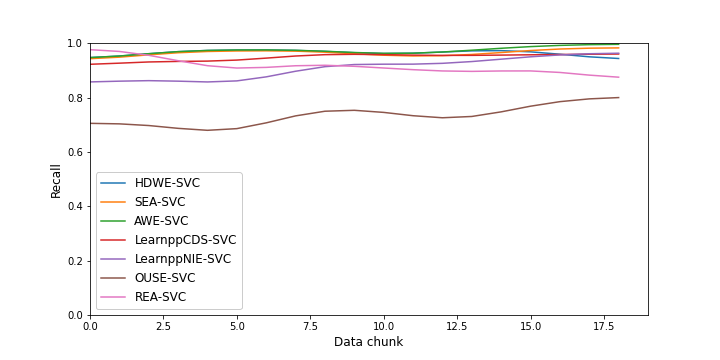 1.0
0.8
0.6
0.4
0.2
0.0
Recall
HDWE-SVC
SEA-SVC
AWE-SVC
LearnppCDS-SVC
LearnppNIE-SVC
OUSE-SVC
REA-SVC
0.0 2.5 5.0 7.5 10.0 12.5 15.0 17.5
Data chunk